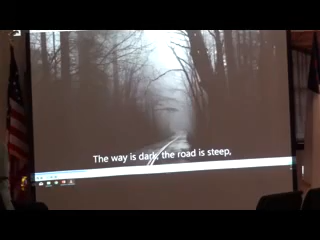 The way is dark, the road is steep,